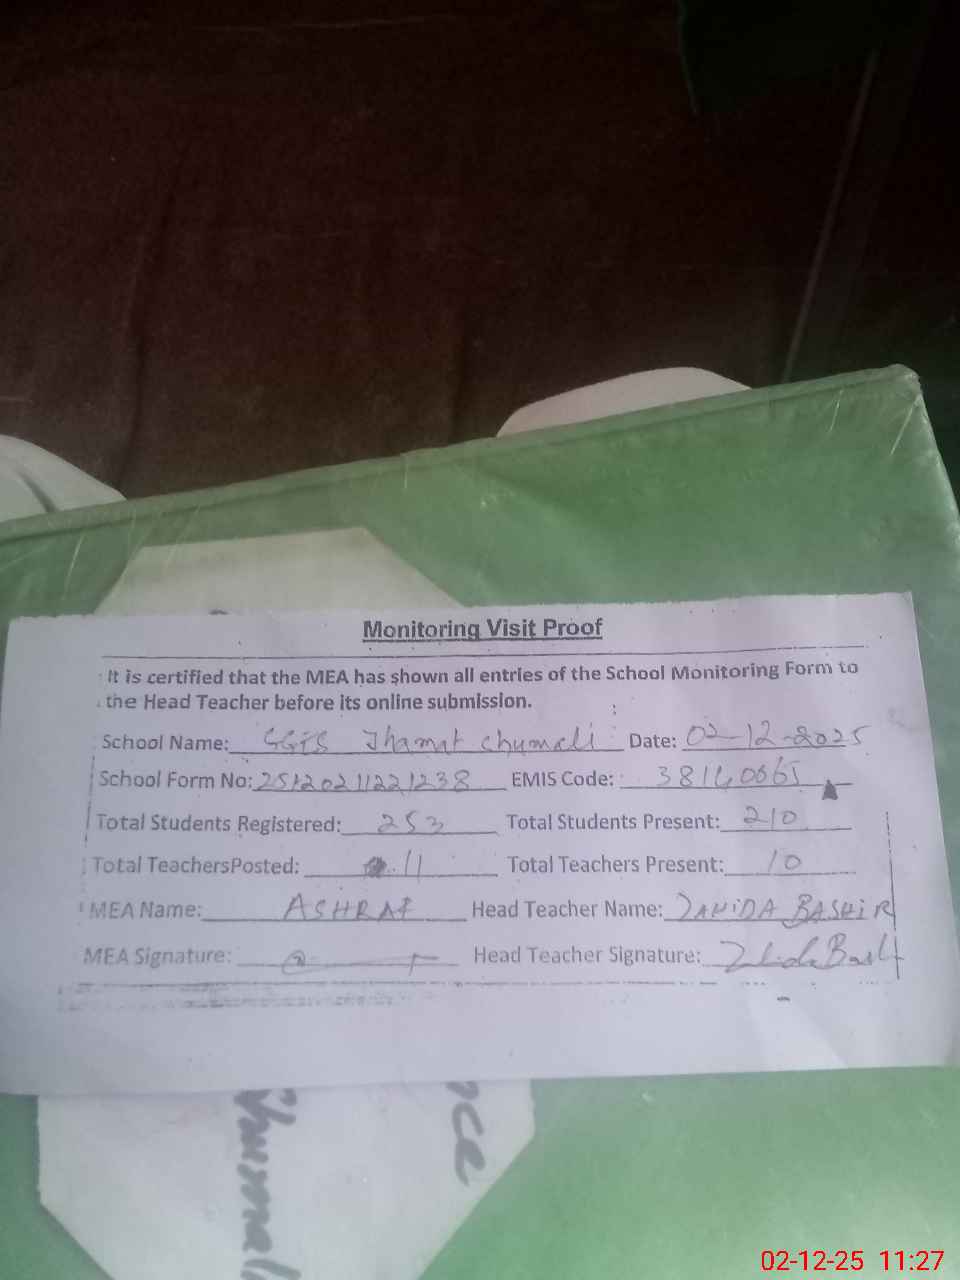 Monitoring Visit Proof
It is certified that the MEA has shown all entries of the School Monitoring Form to
the Head Teacher before its online submission.
School Name: GGES Jhamat Chumali Date: 02-12-2025
School Form No: 25120211221238 EMIS Code: 38140065
Total Students Registered: 253 Total Students Present: 210
Total TeachersPosted: 11 Total Teachers Present: 10
MEA Name: ASHRAF Head Teacher Name: ZAHIDA BASHIR
MEA Signature: Head Teacher Signature:
02-12-25 11:27